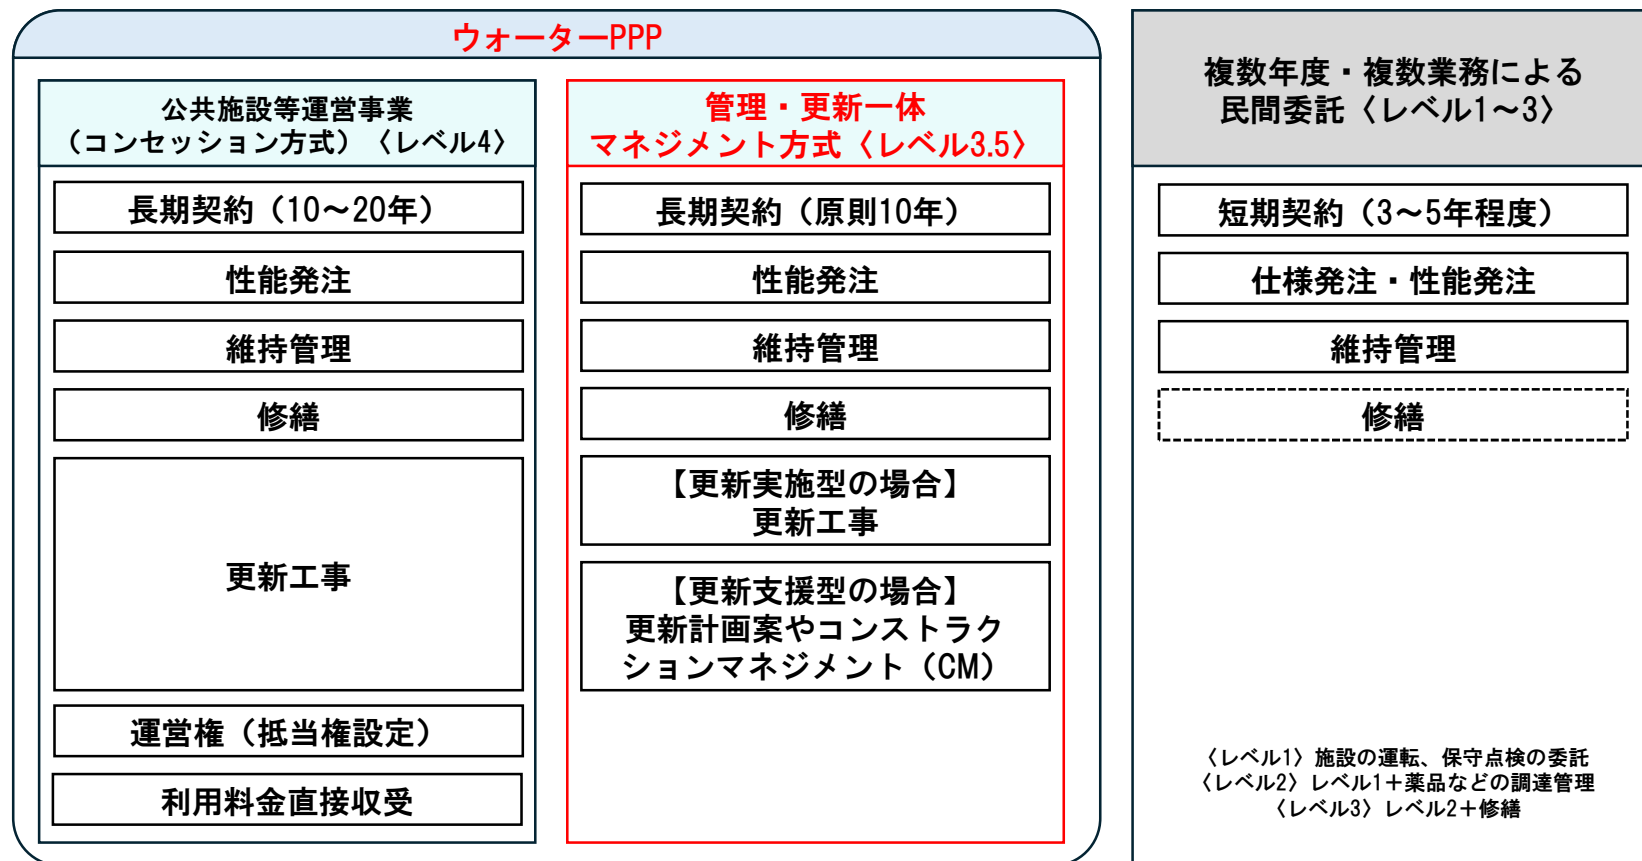 ウォーターPPP
公共施設等運営事業
（コンセッション方式）〈レベル4〉
長期契約（10～20年）
性能発注
維持管理
修繕
更新工事
運営権（抵当権設定）
利用料金直接収受
管理・更新一体
マネジメント方式〈レベル3.5〉
長期契約（原則10年）
性能発注
維持管理
修繕
【更新実施型の場合】
更新工事
【更新支援型の場合】
更新計画案やコンストラク
ションマネジメント（CM）
複数年度・複数業務による
民間委託〈レベル1～3〉
短期契約（3～5年程度）
仕様発注・性能発注
維持管理
修繕
〈レベル1〉施設の運転、保守点検の委託
〈レベル2〉レベル1＋薬品などの調達管理
〈レベル3〉レベル2＋修繕